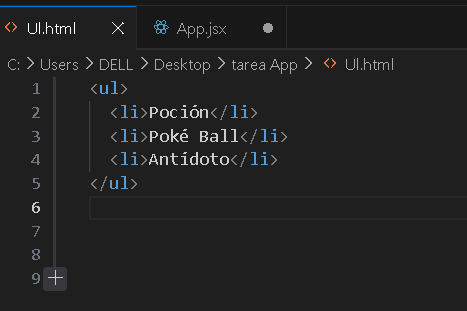 Ul.html
App.jsx
C: > Users > DELL > Desktop > tarea App > Ul.html
1 <ul>
2 <li>Poción</li>
3 <li>Poké Ball</li>
4 <li>Antídoto</li>
5 </ul>
6
7
8
9